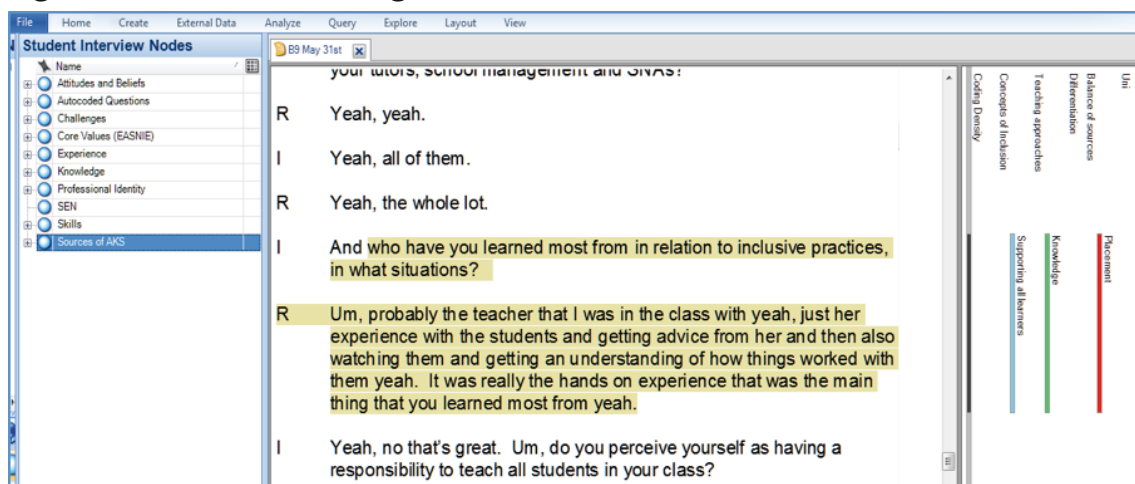 File Home Create External Data Analyze Query Explore Layout View
Student Interview Nodes
Name
Attitudes and Beliefs
Autocoded Questions
Challenges
Core Values (EASNIE)
Experience
Knowledge
Professional Identity
SEN
Skills
Sources of AKS
B9 May 31st
your tutors, school management and SNAs?
R Yeah, yeah.
I Yeah, all of them.
R Yeah, the whole lot.
I And who have you learned most from in relation to inclusive practices,
in what situations?
R Um, probably the teacher that I was in the class with yeah, just her
experience with the students and getting advice from her and then also
watching them and getting an understanding of how things worked with
them yeah. It was really the hands on experience that was the main
thing that you learned most from yeah.
I Yeah, no that's great. Um, do you perceive yourself as having a
responsibility to teach all students in your class?
Coding Density
Concepts of Inclusion
Supporting all learners
Teaching approaches
Knowledge
Differentiation
Balance of sources
Placement
Uni